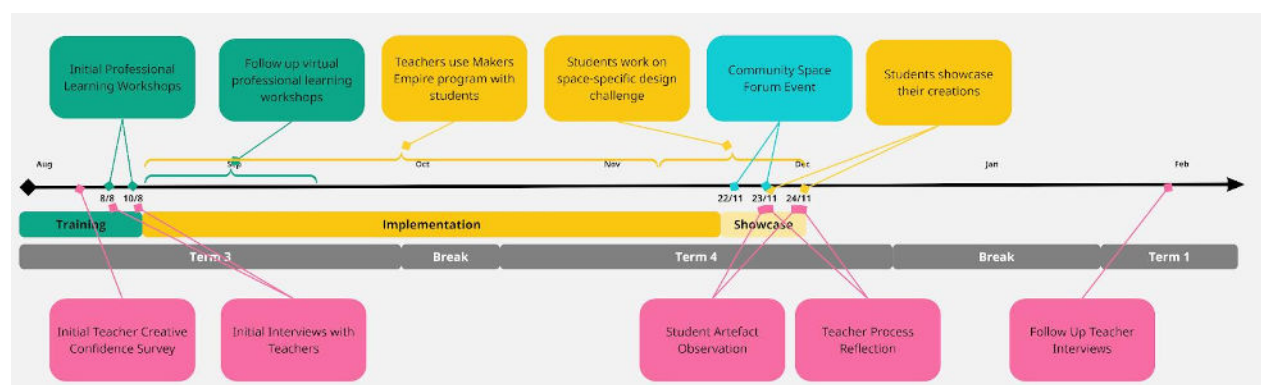 Initial Professional
Learning Workshops
Follow up virtual
professional learning
workshops
Teachers use Makers
Empire program with
students
Students work on
space-specific design
challenge
Community Space
Forum Event
Students showcase
their creations
Aug
Sep
Oct
Nov
Dec
Jan
Feb
8/8
10/8
22/11
23/11
24/11
Training
Implementation
Showcase
Term 3
Break
Term 4
Break
Term 1
Initial Teacher Creative
Confidence Survey
Initial Interviews with
Teachers
Student Artefact
Observation
Teacher Process
Reflection
Follow Up Teacher
Interviews